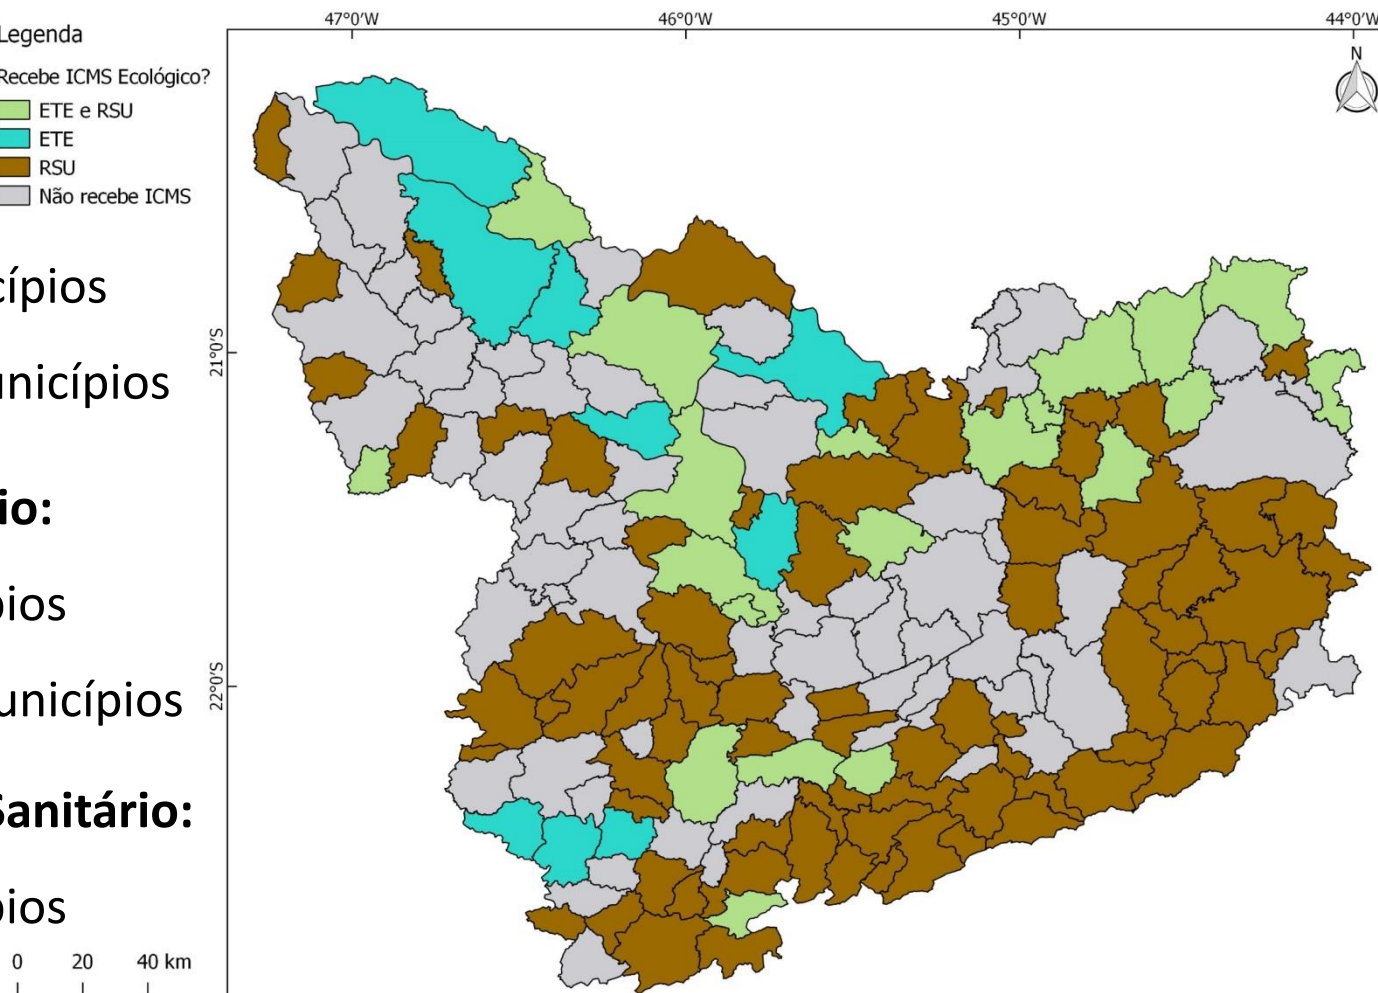 47°0'W 46°0'W 45°0'W 44°0'W
Legenda
Recebe ICMS Ecológico?
ETE e RSU
ETE
RSU
Não recebe ICMS
N
cípios
21°0'S
unicípios
io:
pios
22°0'S
unicípios
Sanitário:
pios
0 20 40 km